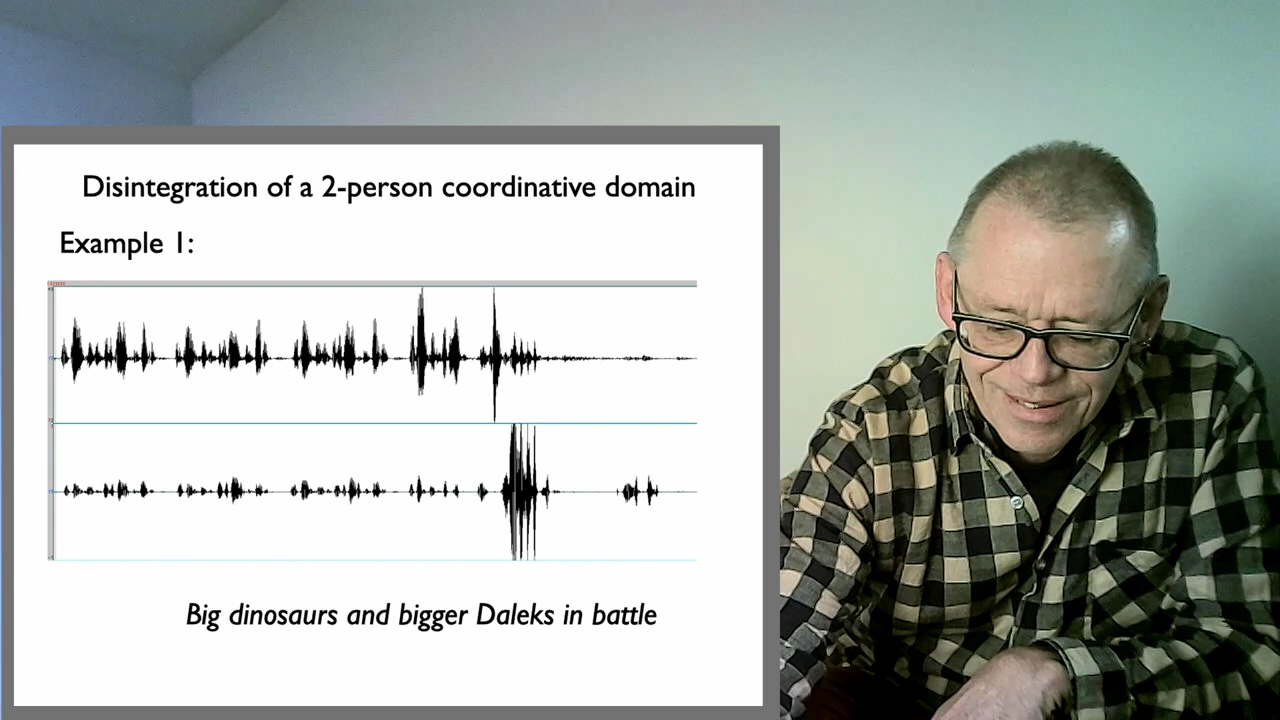 Disintegration of a 2-person coordinative domain
Example 1:
Big dinosaurs and bigger Daleks in battle